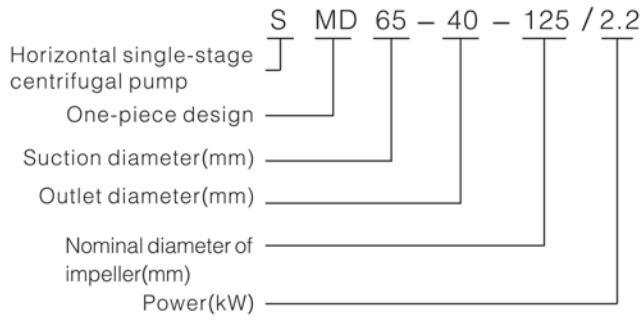 S MD 65 – 40 – 125 / 2.2
Horizontal single-stage
centrifugal pump
One-piece design
Suction diameter(mm)
Outlet diameter(mm)
Nominal diameter of
impeller(mm)
Power(kW)